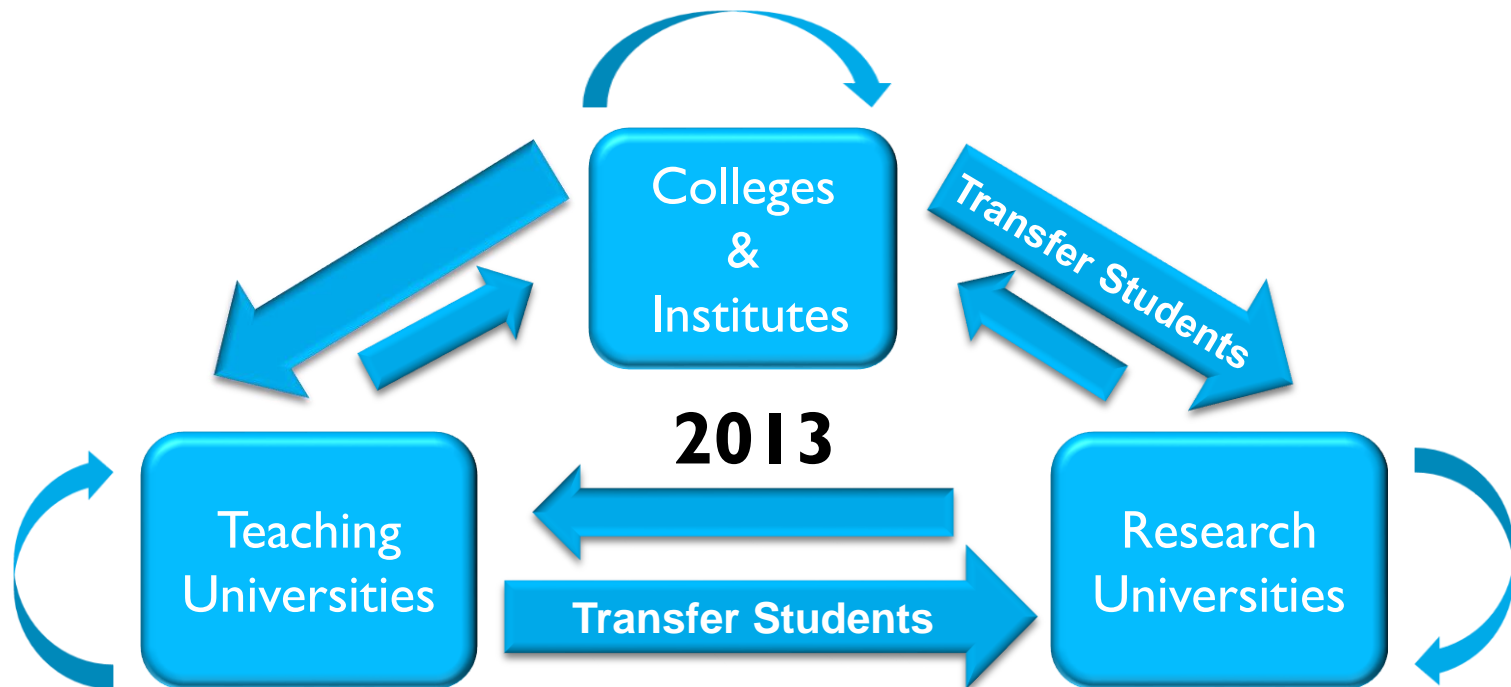 Colleges
&
Institutes
Transfer Students
2013
Teaching
Universities
Research
Universities
Transfer Students